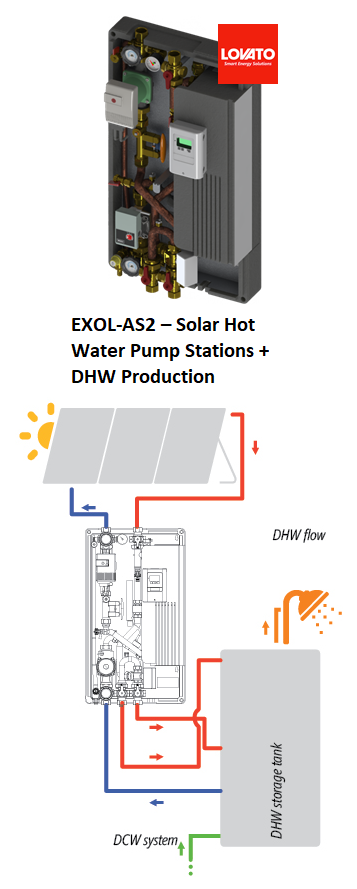 LOVATO
Smart Energy Solutions
EXOL-AS2 – Solar Hot
Water Pump Stations +
DHW Production
DHW flow
DHW storage tank
DCW system